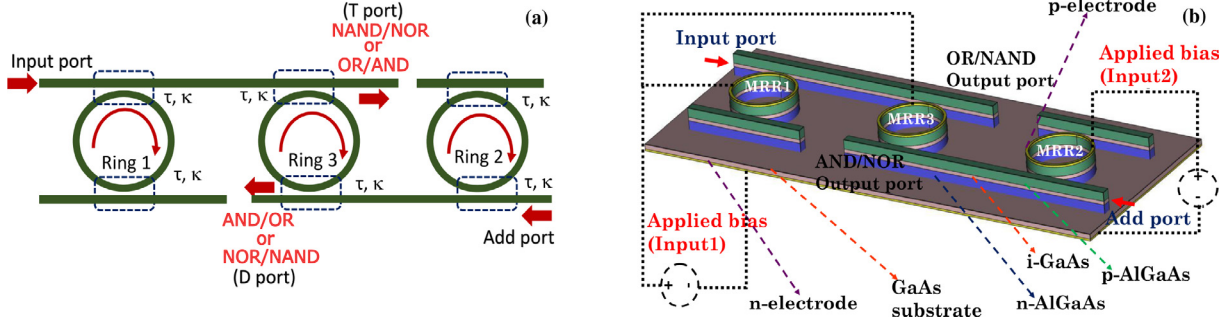 (T port)
(a)
NAND/NOR
or
OR/AND
Input port
τ, κ
τ, κ
τ, κ
Ring 1
Ring 3
Ring 2
τ, κ
τ, κ
τ, κ
AND/OR
or
NOR/NAND
(D port)
Add port
p-electrode
(b)
Input port
OR/NAND
Output port
Applied bias
(Input2)
MRR1
MRR3
MRR2
AND/NOR
Output port
Applied bias
(Input1)
Add port
+
-
+
-
i-GaAs
p-AlGaAs
n-electrode
GaAs
substrate
n-AlGaAs